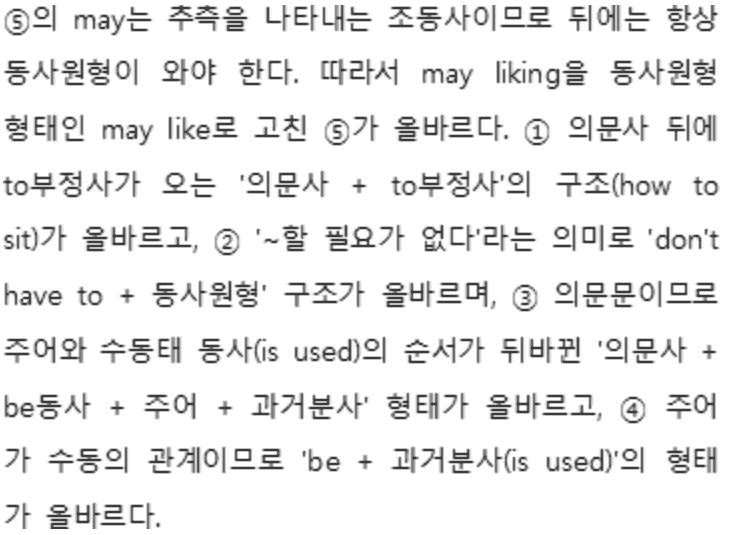 ⑤의 may는 추측을 나타내는 조동사이므로 뒤에는 항상
동사원형이 와야 한다. 따라서 may liking을 동사원형
형태인 may like로 고친 ⑤가 올바르다. ① 의문사 뒤에
to부정사가 오는 '의문사 + to부정사'의 구조(how to
sit)가 올바르고, ② '~할 필요가 없다'라는 의미로 'don't
have to + 동사원형' 구조가 올바르며, ③ 의문문이므로
주어와 수동태 동사(is used)의 순서가 뒤바뀐 '의문사 +
be동사 + 주어 + 과거분사' 형태가 올바르고, ④ 주어
가 수동의 관계이므로 'be + 과거분사(is used)'의 형태
가 올바르다.